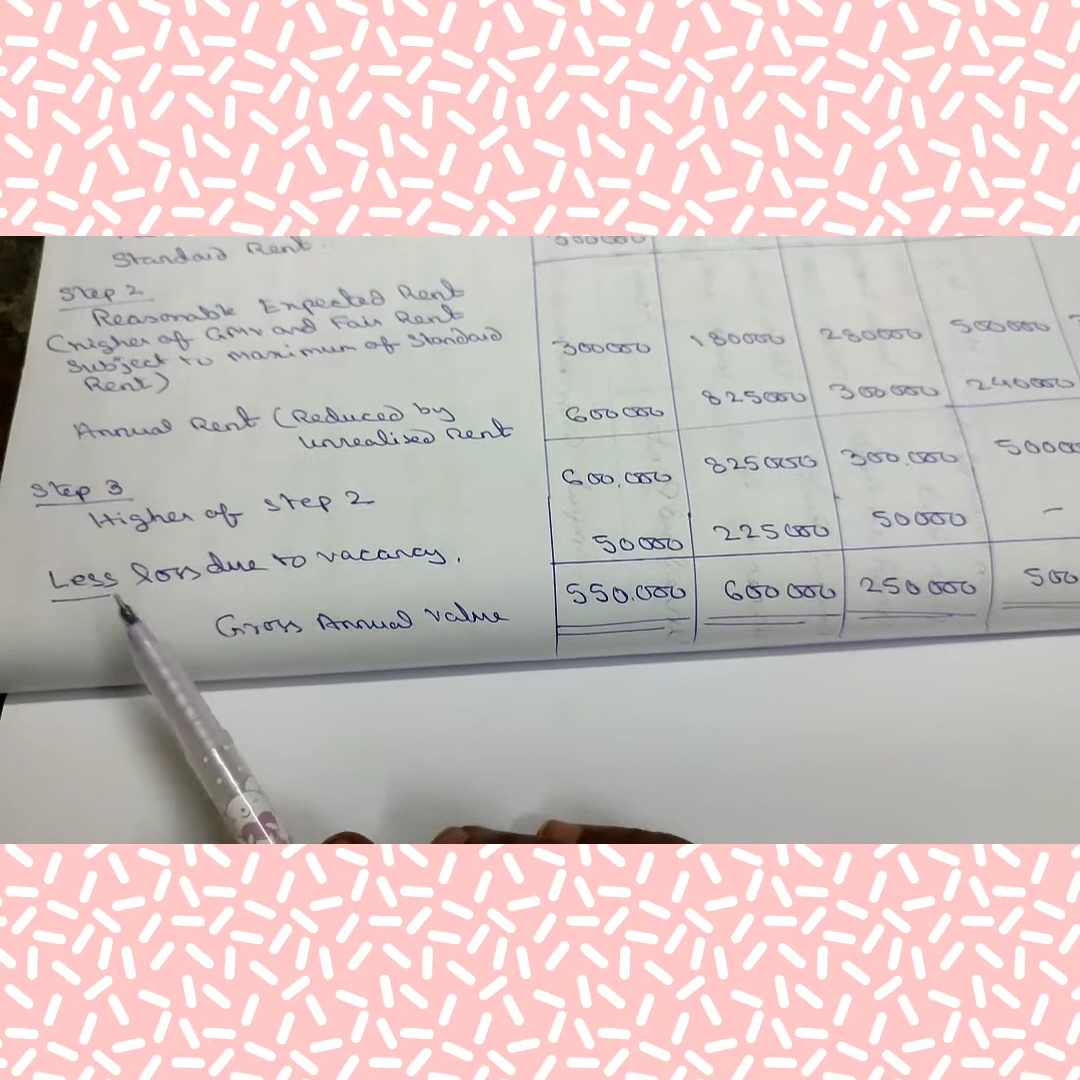 Standard Rent. 500000
Step 2
Reasonable Expected Rent
(Higher of GMV and Fair Rent
subject to maximum of standard
Rent) 300000 180000 280000 500000
Annual Rent (Reduced by
unrealised Rent 600000 825000 300000 240000
Step 3
Higher of Step 2 600.000 825000 300.000 5000
Less loss due to vacancy. 50000 225000 50000 -
Gross Annual value 550.000 600000 250000 500